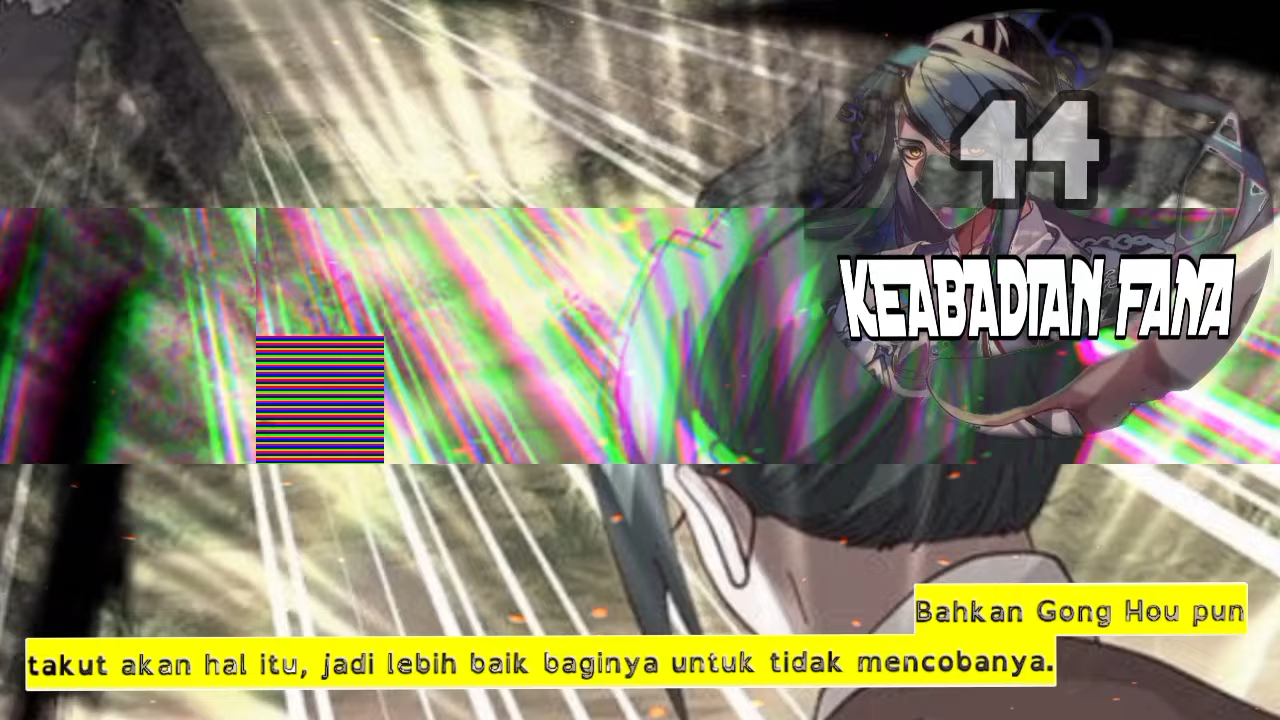 44
KEABADIAN FANA
Bahkan Gong Hou pun
takut akan hal itu, jadi lebih baik baginya untuk tidak mencobanya.